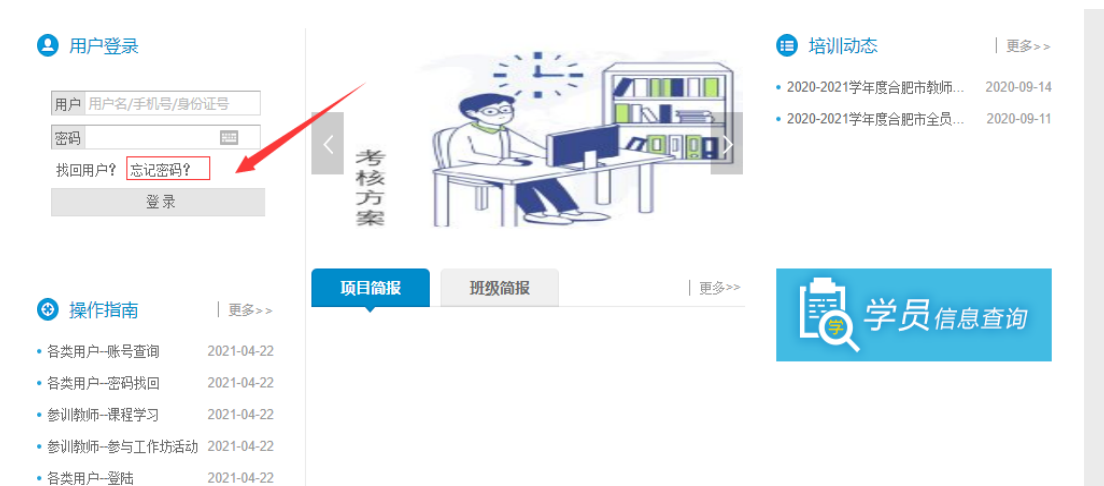 用户登录
用户 用户名/手机号/身份证号
密码
找回用户? 忘记密码?
登录
操作指南 更多>>
• 各类用户--账号查询 2021-04-22
• 各类用户--密码找回 2021-04-22
• 参训教师--课程学习 2021-04-22
• 参训教师--参与工作坊活动 2021-04-22
• 各类用户--登陆 2021-04-22
考核方案
项目简报 班级简报 更多>>
培训动态 更多>>
• 2020-2021学年度合肥市教师... 2020-09-14
• 2020-2021学年度合肥市全员... 2020-09-11
学
学员信息查询